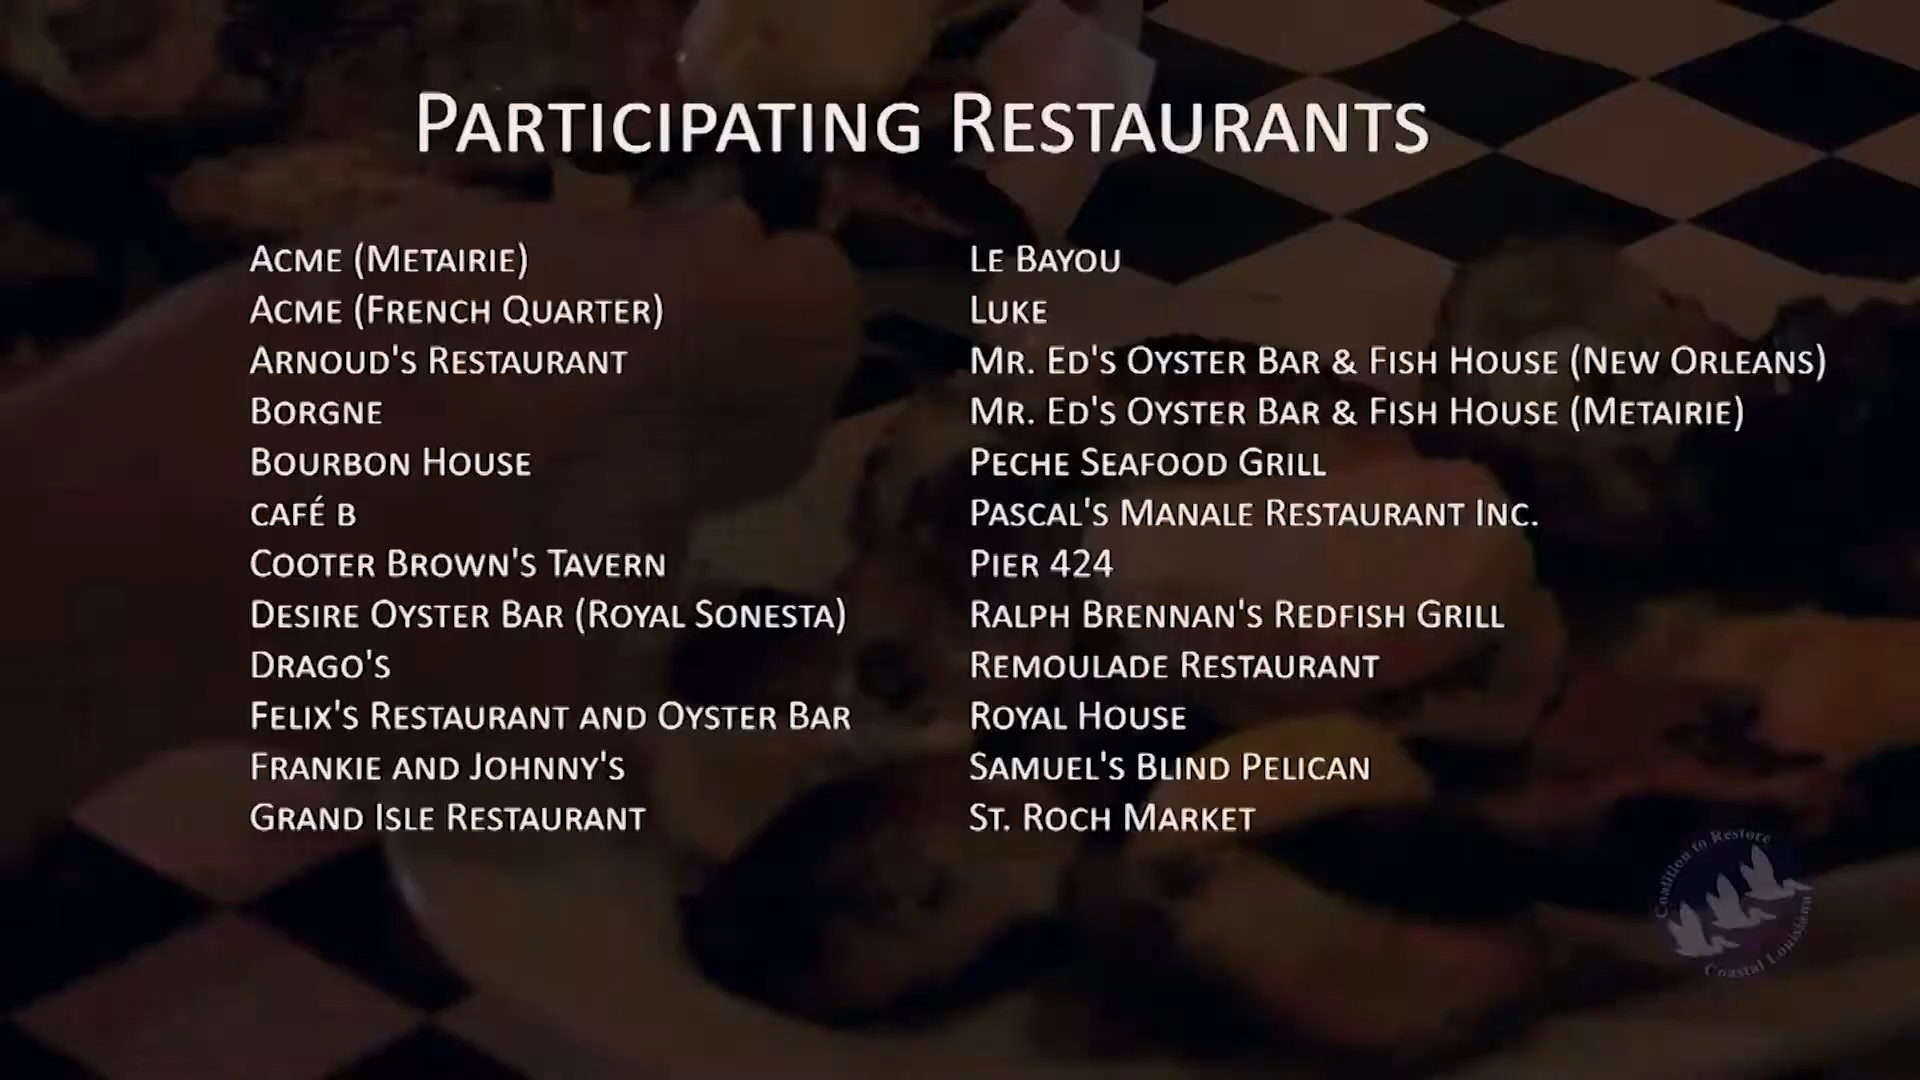 Participating Restaurants
Acme (Metairie)
Acme (French Quarter)
Arnoud's Restaurant
Borgne
Bourbon House
café b
Cooter Brown's Tavern
Desire Oyster Bar (Royal Sonesta)
Drago's
Felix's Restaurant and Oyster Bar
Frankie and Johnny's
Grand Isle Restaurant
Le Bayou
Luke
Mr. Ed's Oyster Bar & Fish House (New Orleans)
Mr. Ed's Oyster Bar & Fish House (Metairie)
Peche Seafood Grill
Pascal's Manale Restaurant Inc.
Pier 424
Ralph Brennan's Redfish Grill
Remoulade Restaurant
Royal House
Samuel's Blind Pelican
St. Roch Market
Coalition to Restore
Coastal Louisiana